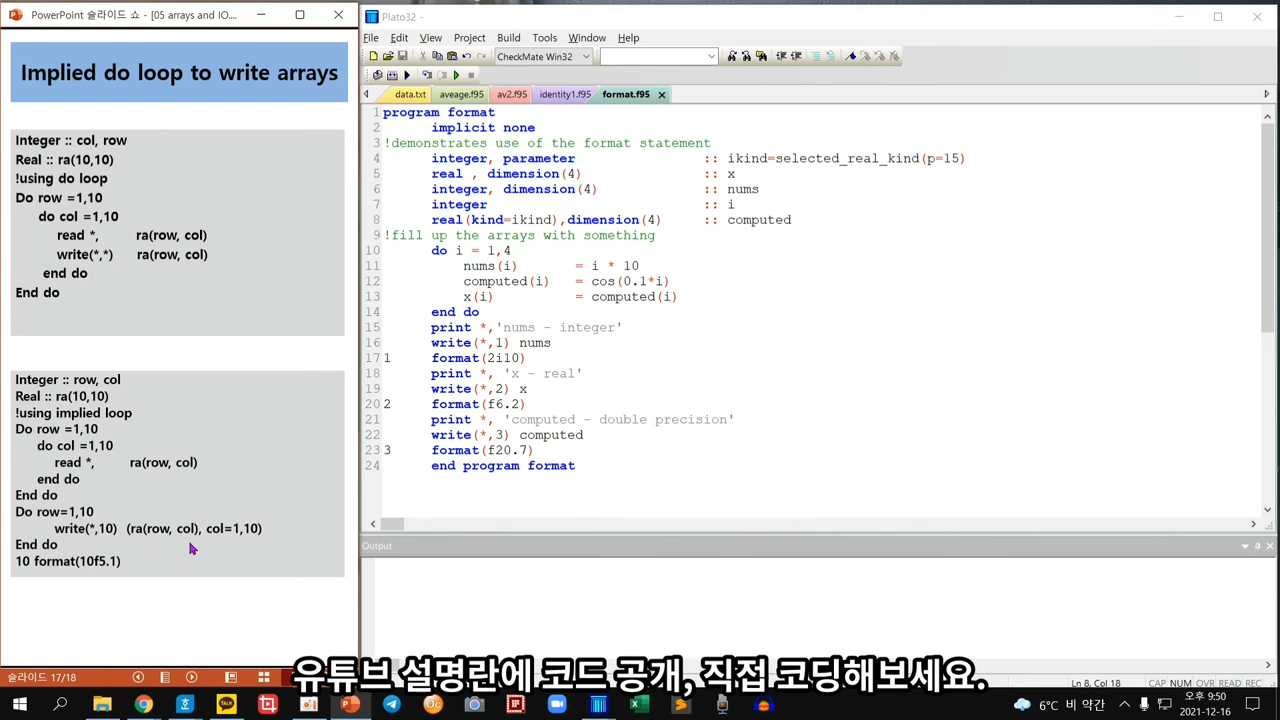 PowerPoint 슬라이드 쇼 - [05 arrays and IO....
Implied do loop to write arrays
Integer :: col, row
Real :: ra(10,10)
!using do loop
Do row =1,10
do col =1,10
read *, ra(row, col)
write(*,*) ra(row, col)
end do
End do
Integer :: row, col
Real :: ra(10,10)
!using implied loop
Do row =1,10
do col =1,10
read *, ra(row, col)
end do
End do
Do row=1,10
write(*,10) (ra(row, col), col=1,10)
End do
10 format(10f5.1)
슬라이드 17/18
Plato32 -
File Edit View Project Build Tools Window Help
CheckMate Win32
data.txt aveage.f95 av2.f95 identity1.f95 format.f95
1 program format
2 implicit none
3 !demonstrates use of the format statement
4 integer, parameter :: ikind=selected_real_kind(p=15)
5 real , dimension(4) :: x
6 integer, dimension(4) :: nums
7 integer :: i
8 real(kind=ikind),dimension(4) :: computed
9 !fill up the arrays with something
10 do i = 1,4
11 nums(i) = i * 10
12 computed(i) = cos(0.1*i)
13 x(i) = computed(i)
14 end do
15 print *,'nums - integer'
16 write(*,1) nums
17 1 format(2i10)
18 print *, 'x - real'
19 write(*,2) x
20 2 format(f6.2)
21 print *, 'computed - double precision'
22 write(*,3) computed
23 3 format(f20.7)
24 end program format
Output
유튜브 설명란에 코드 공개, 직접 코딩해보세요.
Ln 8, Col 18 CAP NUM OVR READ REC
TALK
6°C 비 약간
오후 9:50
2021-12-16